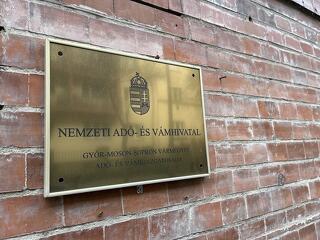 NEMZETI ADÓ- ÉS VÁMHIVATAL
GYŐR-MOSON-SOPRON VÁRMEGYEI
ADÓ- ÉS VÁMIGAZGATÓSÁG